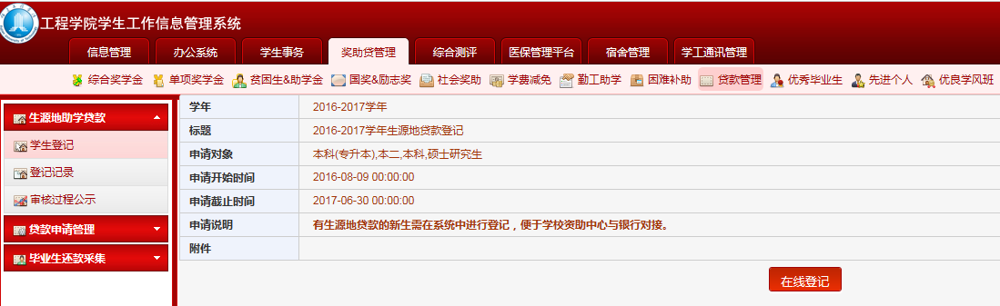 工程学院学生工作信息管理系统
信息管理 办公系统 学生事务 奖助贷管理 综合测评 医保管理平台 宿舍管理 学工通讯管理
综合奖学金 单项奖学金 贫困生&助学金 国奖&励志奖 社会奖助 学费减免 勤工助学 困难补助 贷款管理 优秀毕业生 先进个人 优良学风班
生源地助学贷款
学生登记
登记记录
审核过程公示
贷款申请管理
毕业生还款采集
学年 2016-2017学年
标题 2016-2017学年生源地贷款登记
申请对象 本科(专升本),本二,本科,硕士研究生
申请开始时间 2016-08-09 00:00:00
申请截止时间 2017-06-30 00:00:00
申请说明 有生源地贷款的新生需在系统中进行登记，便于学校资助中心与银行对接。
附件
在线登记